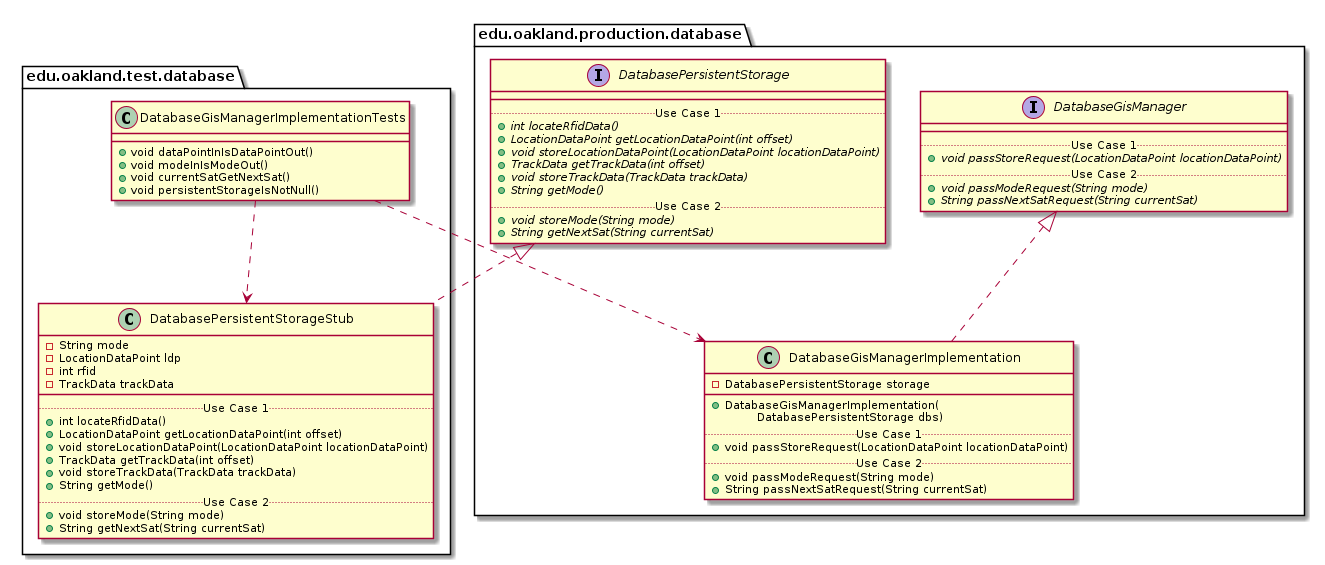 edu.oakland.production.database
edu.oakland.test.database
C DatabaseGisManagerImplementationTests
void dataPointInIsDataPointOut()
void modeInIsModeOut()
void currentSatGetNextSat()
void persistentStorageIsNotNull()
I DatabasePersistentStorage
Use Case 1
int locateRfidData()
LocationDataPoint getLocationDataPoint(int offset)
void storeLocationDataPoint(LocationDataPoint locationDataPoint)
TrackData getTrackData(int offset)
void storeTrackData(TrackData trackData)
String getMode()
Use Case 2
void storeMode(String mode)
String getNextSat(String currentSat)
I DatabaseGisManager
Use Case 1
void passStoreRequest(LocationDataPoint locationDataPoint)
Use Case 2
void passModeRequest(String mode)
String passNextSatRequest(String currentSat)
C DatabasePersistentStorageStub
String mode
LocationDataPoint ldp
int rfid
TrackData trackData
Use Case 1
int locateRfidData()
LocationDataPoint getLocationDataPoint(int offset)
void storeLocationDataPoint(LocationDataPoint locationDataPoint)
TrackData getTrackData(int offset)
void storeTrackData(TrackData trackData)
String getMode()
Use Case 2
void storeMode(String mode)
String getNextSat(String currentSat)
C DatabaseGisManagerImplementation
DatabasePersistentStorage storage
DatabaseGisManagerImplementation(
DatabasePersistentStorage dbs)
Use Case 1
void passStoreRequest(LocationDataPoint locationDataPoint)
Use Case 2
void passModeRequest(String mode)
String passNextSatRequest(String currentSat)